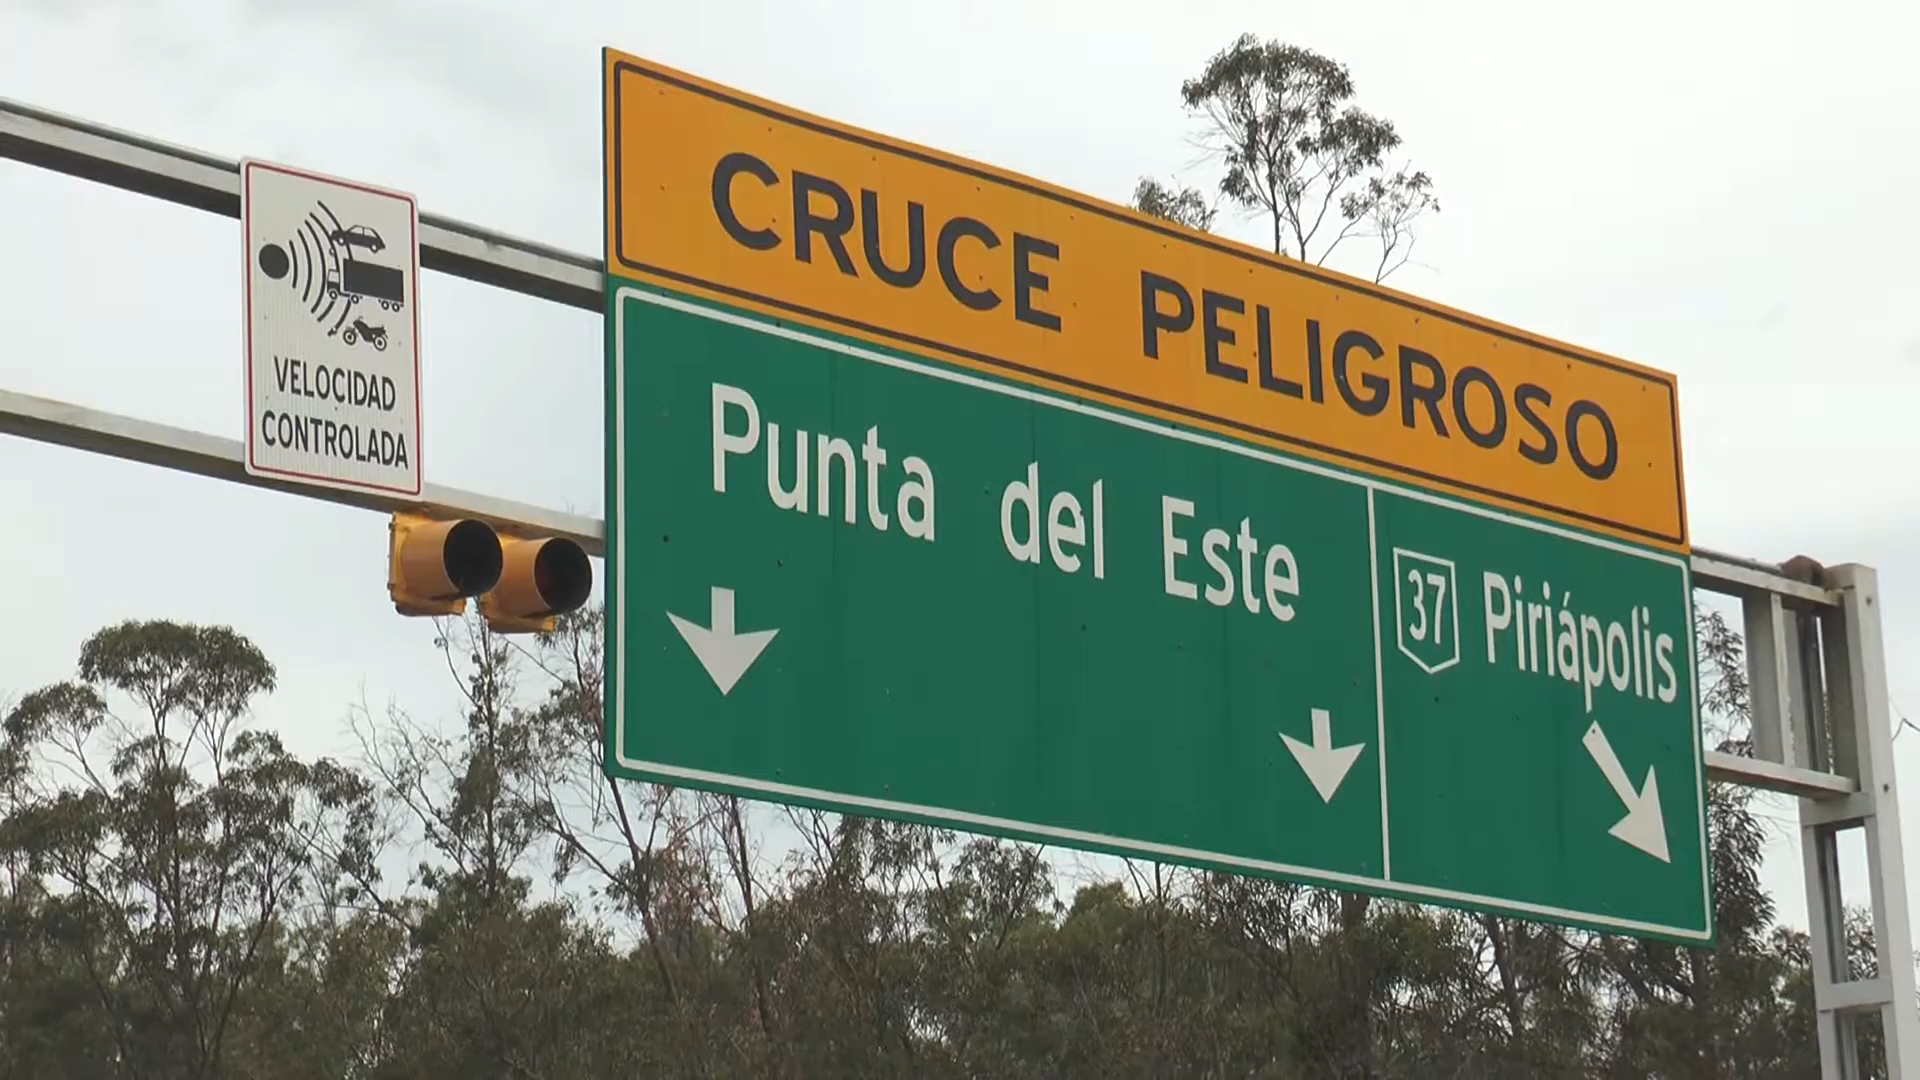 VELOCIDAD
CONTROLADA
CRUCE PELIGROSO
Punta del Este
37 Piriápolis